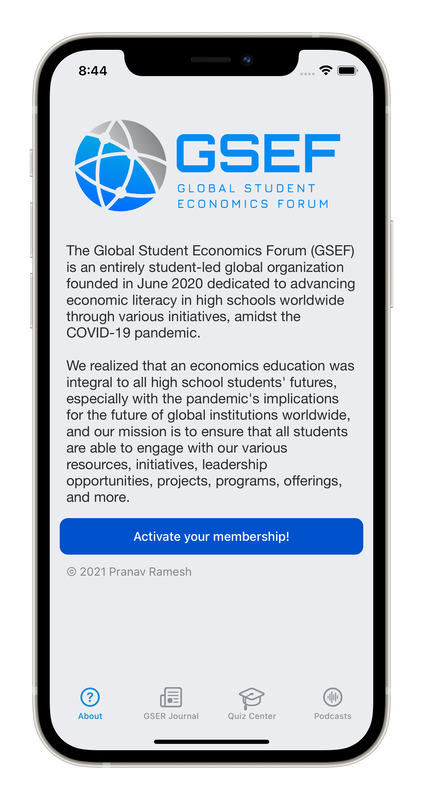 8:44
GSEF
GLOBAL STUDENT
ECONOMICS FORUM
The Global Student Economics Forum (GSEF)
is an entirely student-led global organization
founded in June 2020 dedicated to advancing
economic literacy in high schools worldwide
through various initiatives, amidst the
COVID-19 pandemic.
We realized that an economics education was
integral to all high school students' futures,
especially with the pandemic's implications
for the future of global institutions worldwide,
and our mission is to ensure that all students
are able to engage with our various
resources, initiatives, leadership
opportunities, projects, programs, offerings,
and more.
Activate your membership!
© 2021 Pranav Ramesh
About
GSER Journal
Quiz Center
Podcasts